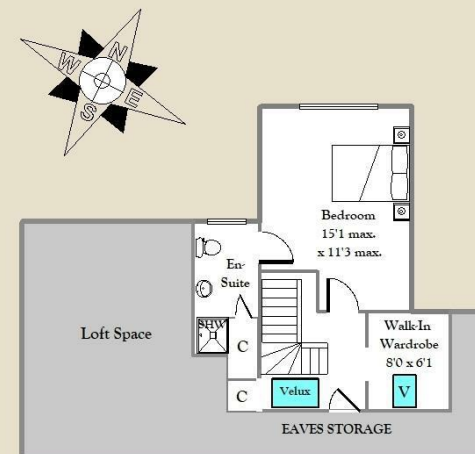 N
W
E
S
Bedroom
15'1 max.
x 11'3 max.
En-
Suite
SHW
Loft Space
C
Walk-In
Wardrobe
8'0 x 6'1
C
Velux
V
EAVES STORAGE